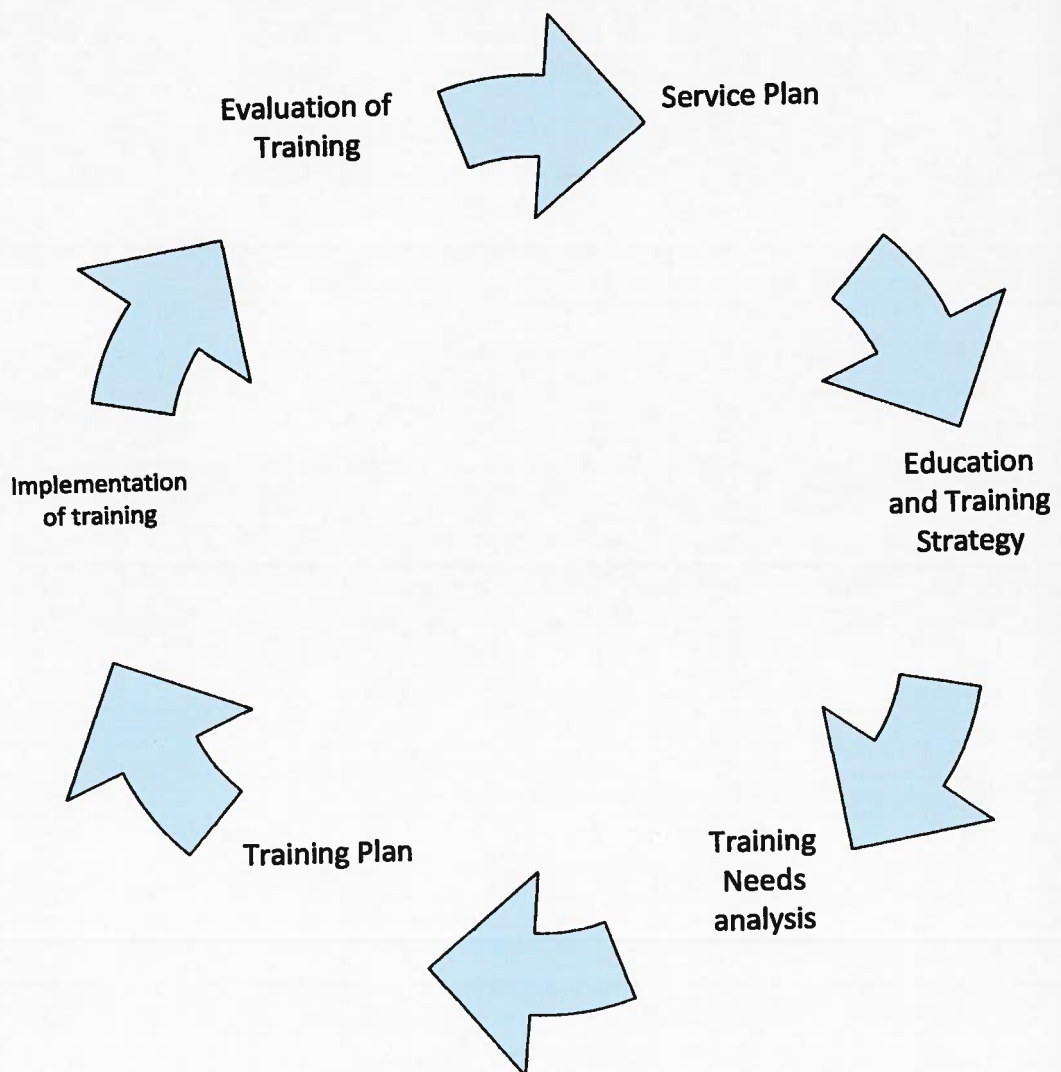 Evaluation of
Training
Service Plan
Education
and Training
Strategy
Training
Needs
analysis
Training Plan
Implementation
of training